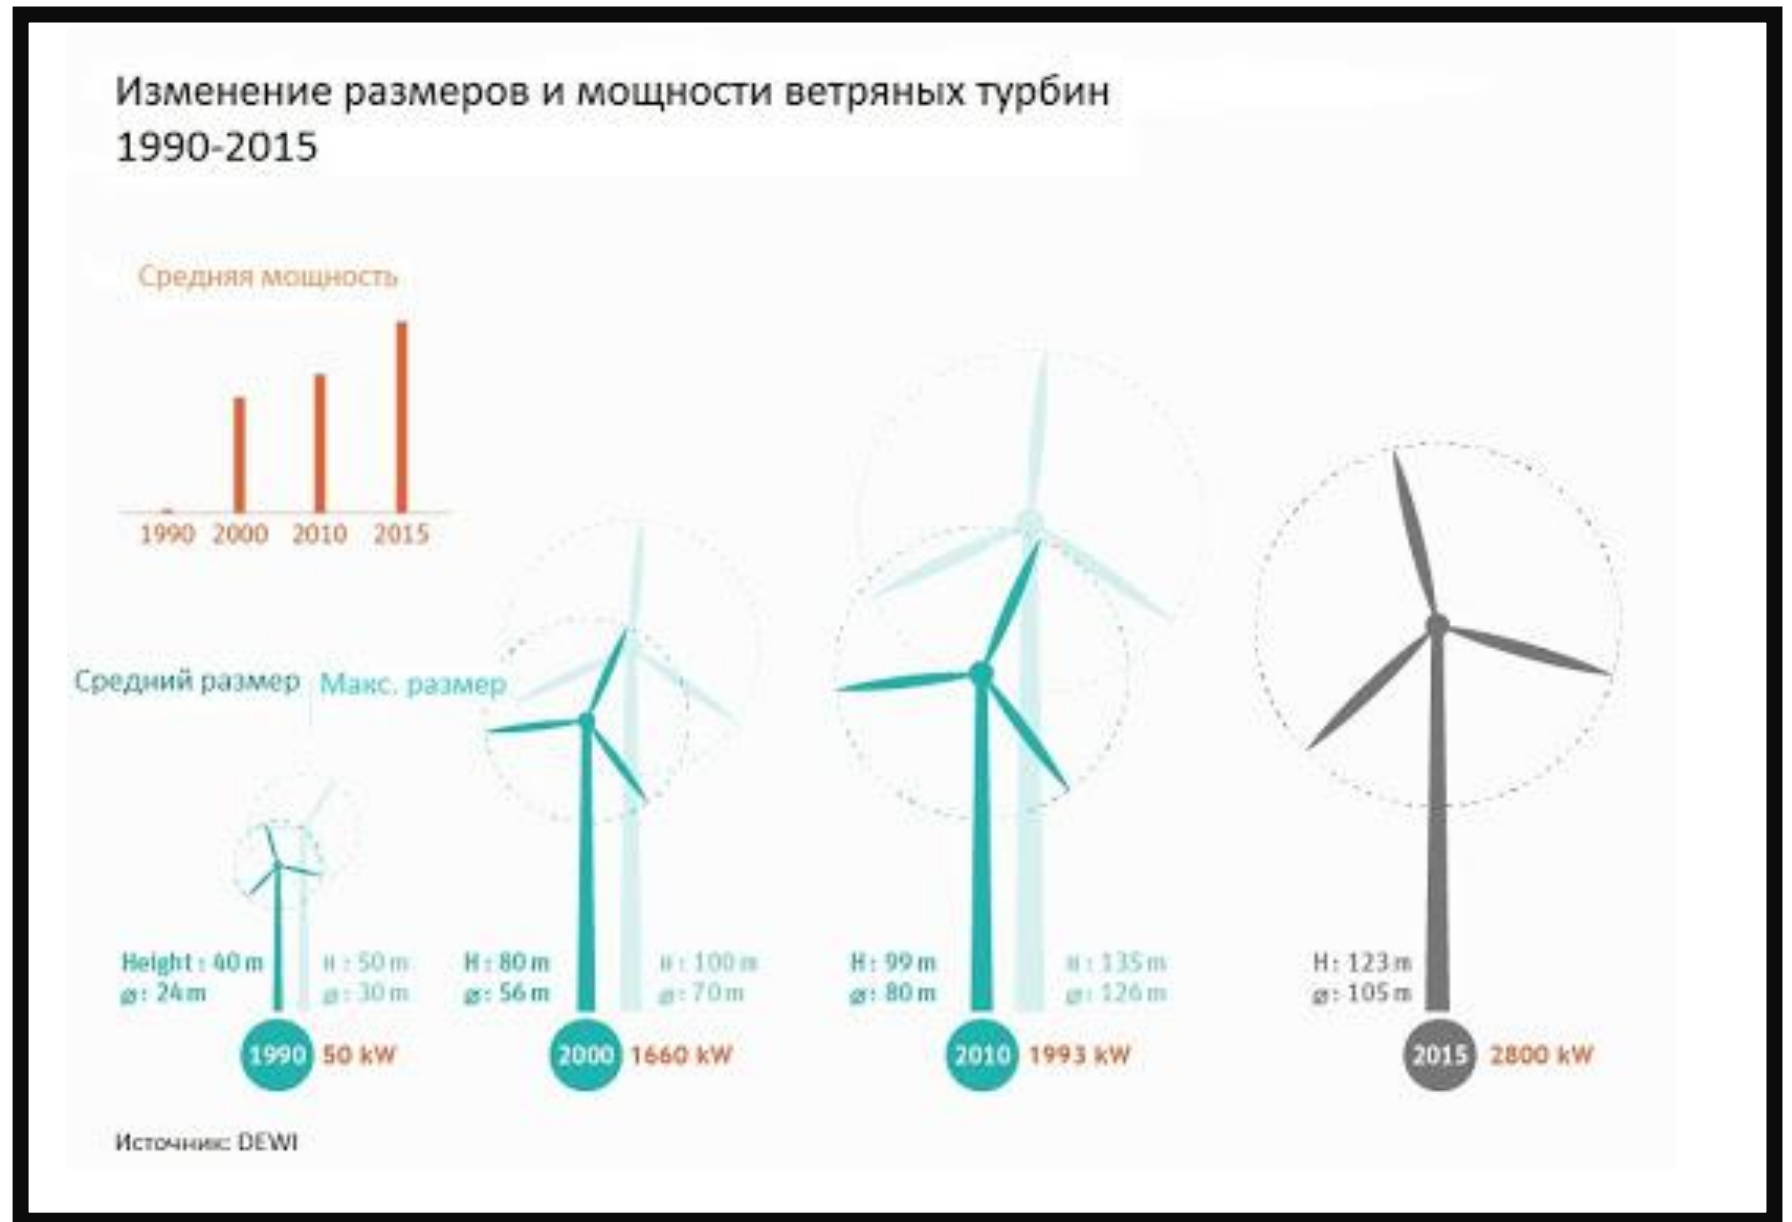 Изменение размеров и мощности ветряных турбин
1990-2015
Средняя мощность
1990 2000 2010 2015
Средний размер Макс. размер
Height : 40 m H : 50 m H : 80 m H : 100 m H : 99 m H : 135 m H : 123 m
⌀ : 24 m ⌀ : 30 m ⌀ : 56 m ⌀ : 70 m ⌀ : 80 m ⌀ : 126 m ⌀ : 105 m
1990 50 kW 2000 1660 kW 2010 1993 kW 2015 2800 kW
Источник: DEWI